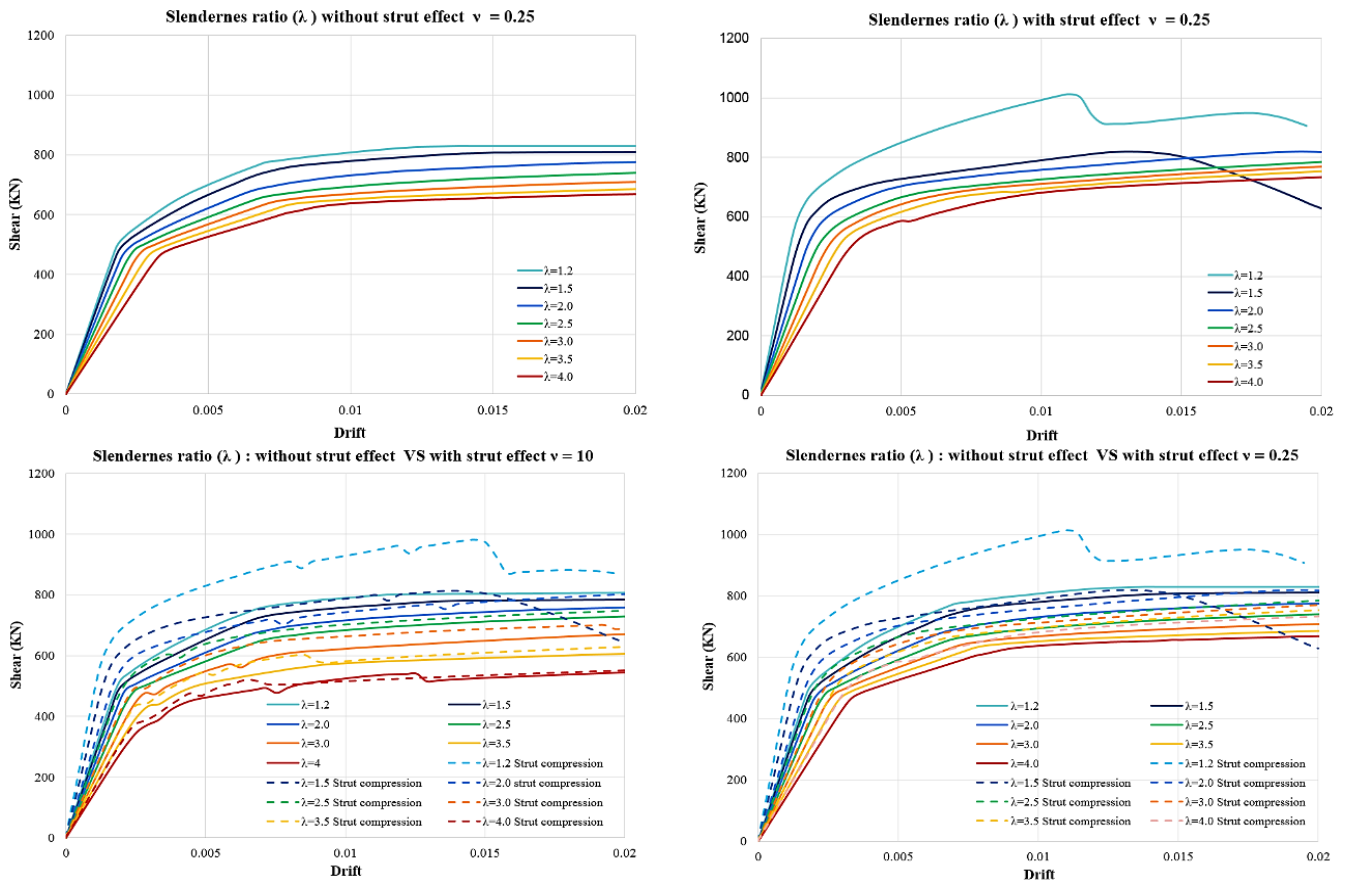 Slendernes ratio (λ ) without strut effect ν = 0.25
1200
1000
800
600
400
200
0
Shear (KN)
λ=1.2
λ=1.5
λ=2.0
λ=2.5
λ=3.0
λ=3.5
λ=4.0
0 0.005 0.01 0.015 0.02
Drift
Slendernes ratio (λ ) with strut effect ν = 0.25
1200
1000
800
600
400
200
0
Shear (KN)
λ=1.2
λ=1.5
λ=2.0
λ=2.5
λ=3.0
λ=3.5
λ=4.0
0 0.005 0.01 0.015 0.02
Drift
Slendernes ratio (λ ) : without strut effect VS with strut effect ν = 10
1200
1000
800
600
400
200
0
Shear (KN)
λ=1.2 λ=1.5
λ=2.0 λ=2.5
λ=3.0 λ=3.5
λ=4 λ=1.2 Strut compression
λ=1.5 Strut compression λ=2.0 strut compression
λ=2.5 Strut compression λ=3.0 Strut compression
λ=3.5 Strut compression λ=4.0 Strut compression
0 0.005 0.01 0.015 0.02
Drift
Slendernes ratio (λ ) : without strut effect VS with strut effect ν = 0.25
1200
1000
800
600
400
200
0
Shear (KN)
λ=1.2 λ=1.5
λ=2.0 λ=2.5
λ=3.0 λ=3.5
λ=4.0 λ=1.2 Strut compression
λ=1.5 Strut compression λ=2.0 Strut compression
λ=2.5 Strut compression λ=3.0 Strut compression
λ=3.5 Strut compression λ=4.0 Strut compression
0 0.005 0.01 0.015 0.02
Drift